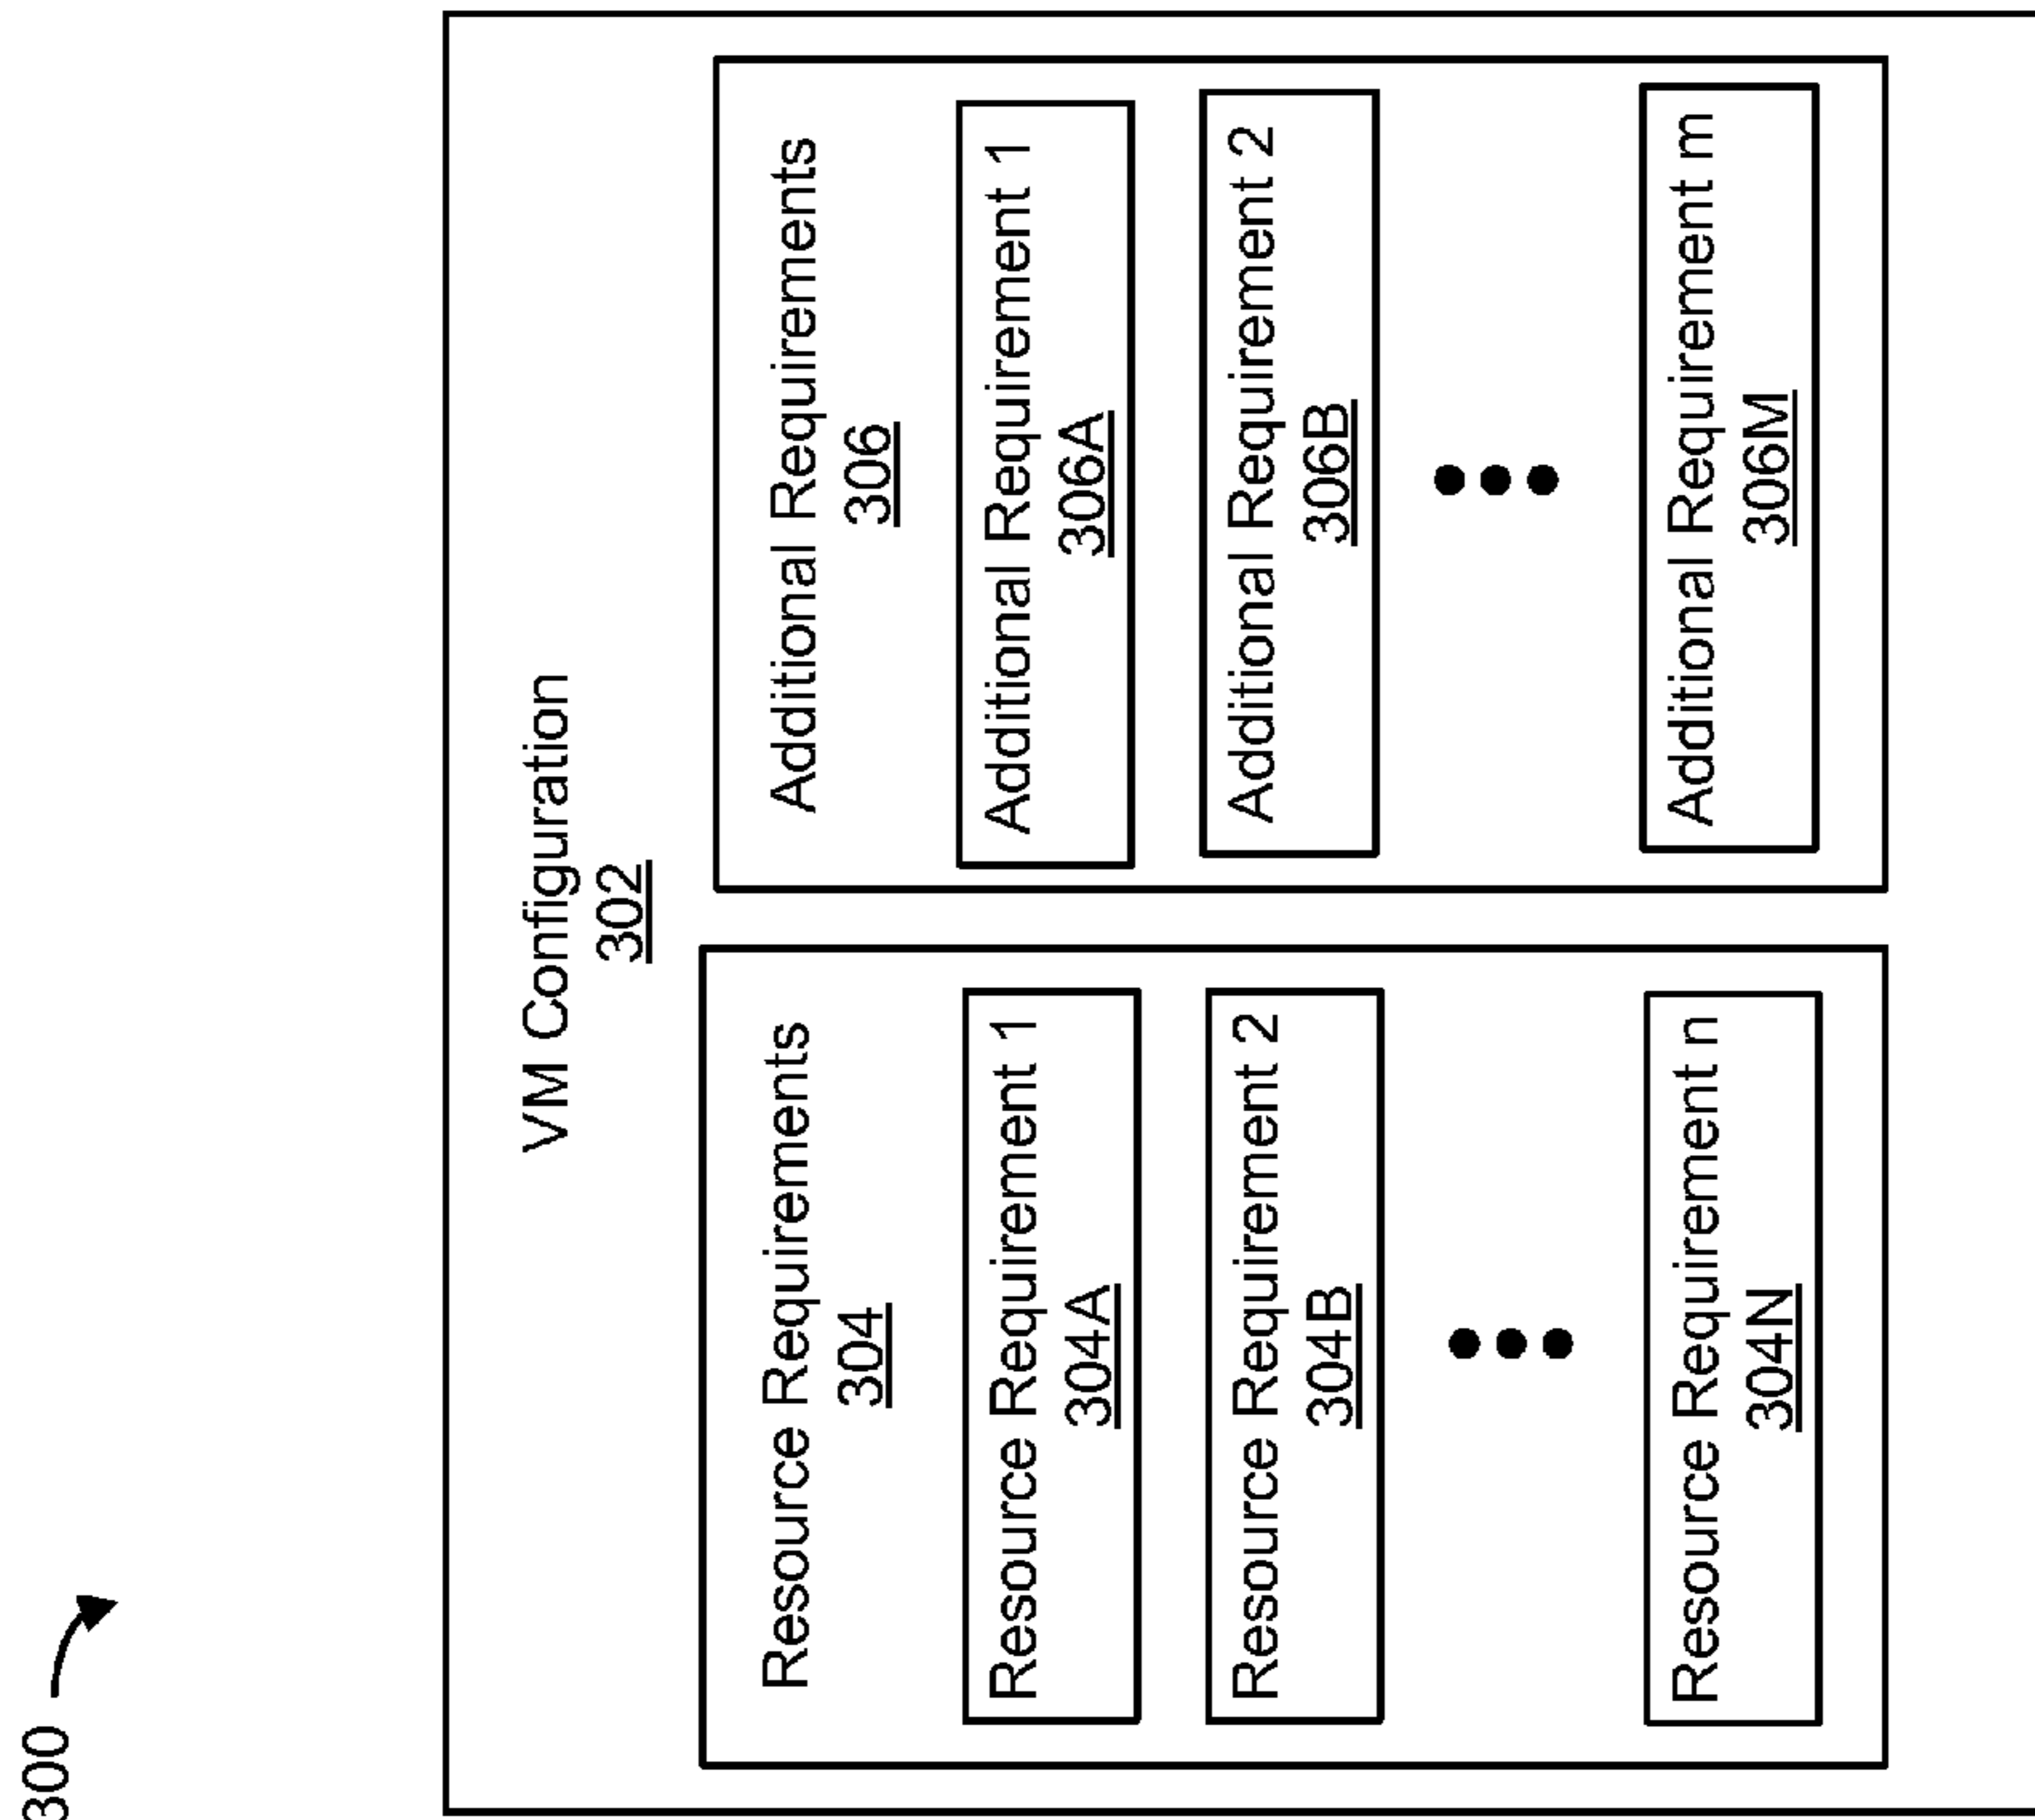 300
VM Configuration
302
Resource Requirements
304
Resource Requirement 1
304A
Resource Requirement 2
304B
Resource Requirement n
304N
Additional Requirements
306
Additional Requirement 1
306A
Additional Requirement 2
306B
Additional Requirement m
306M